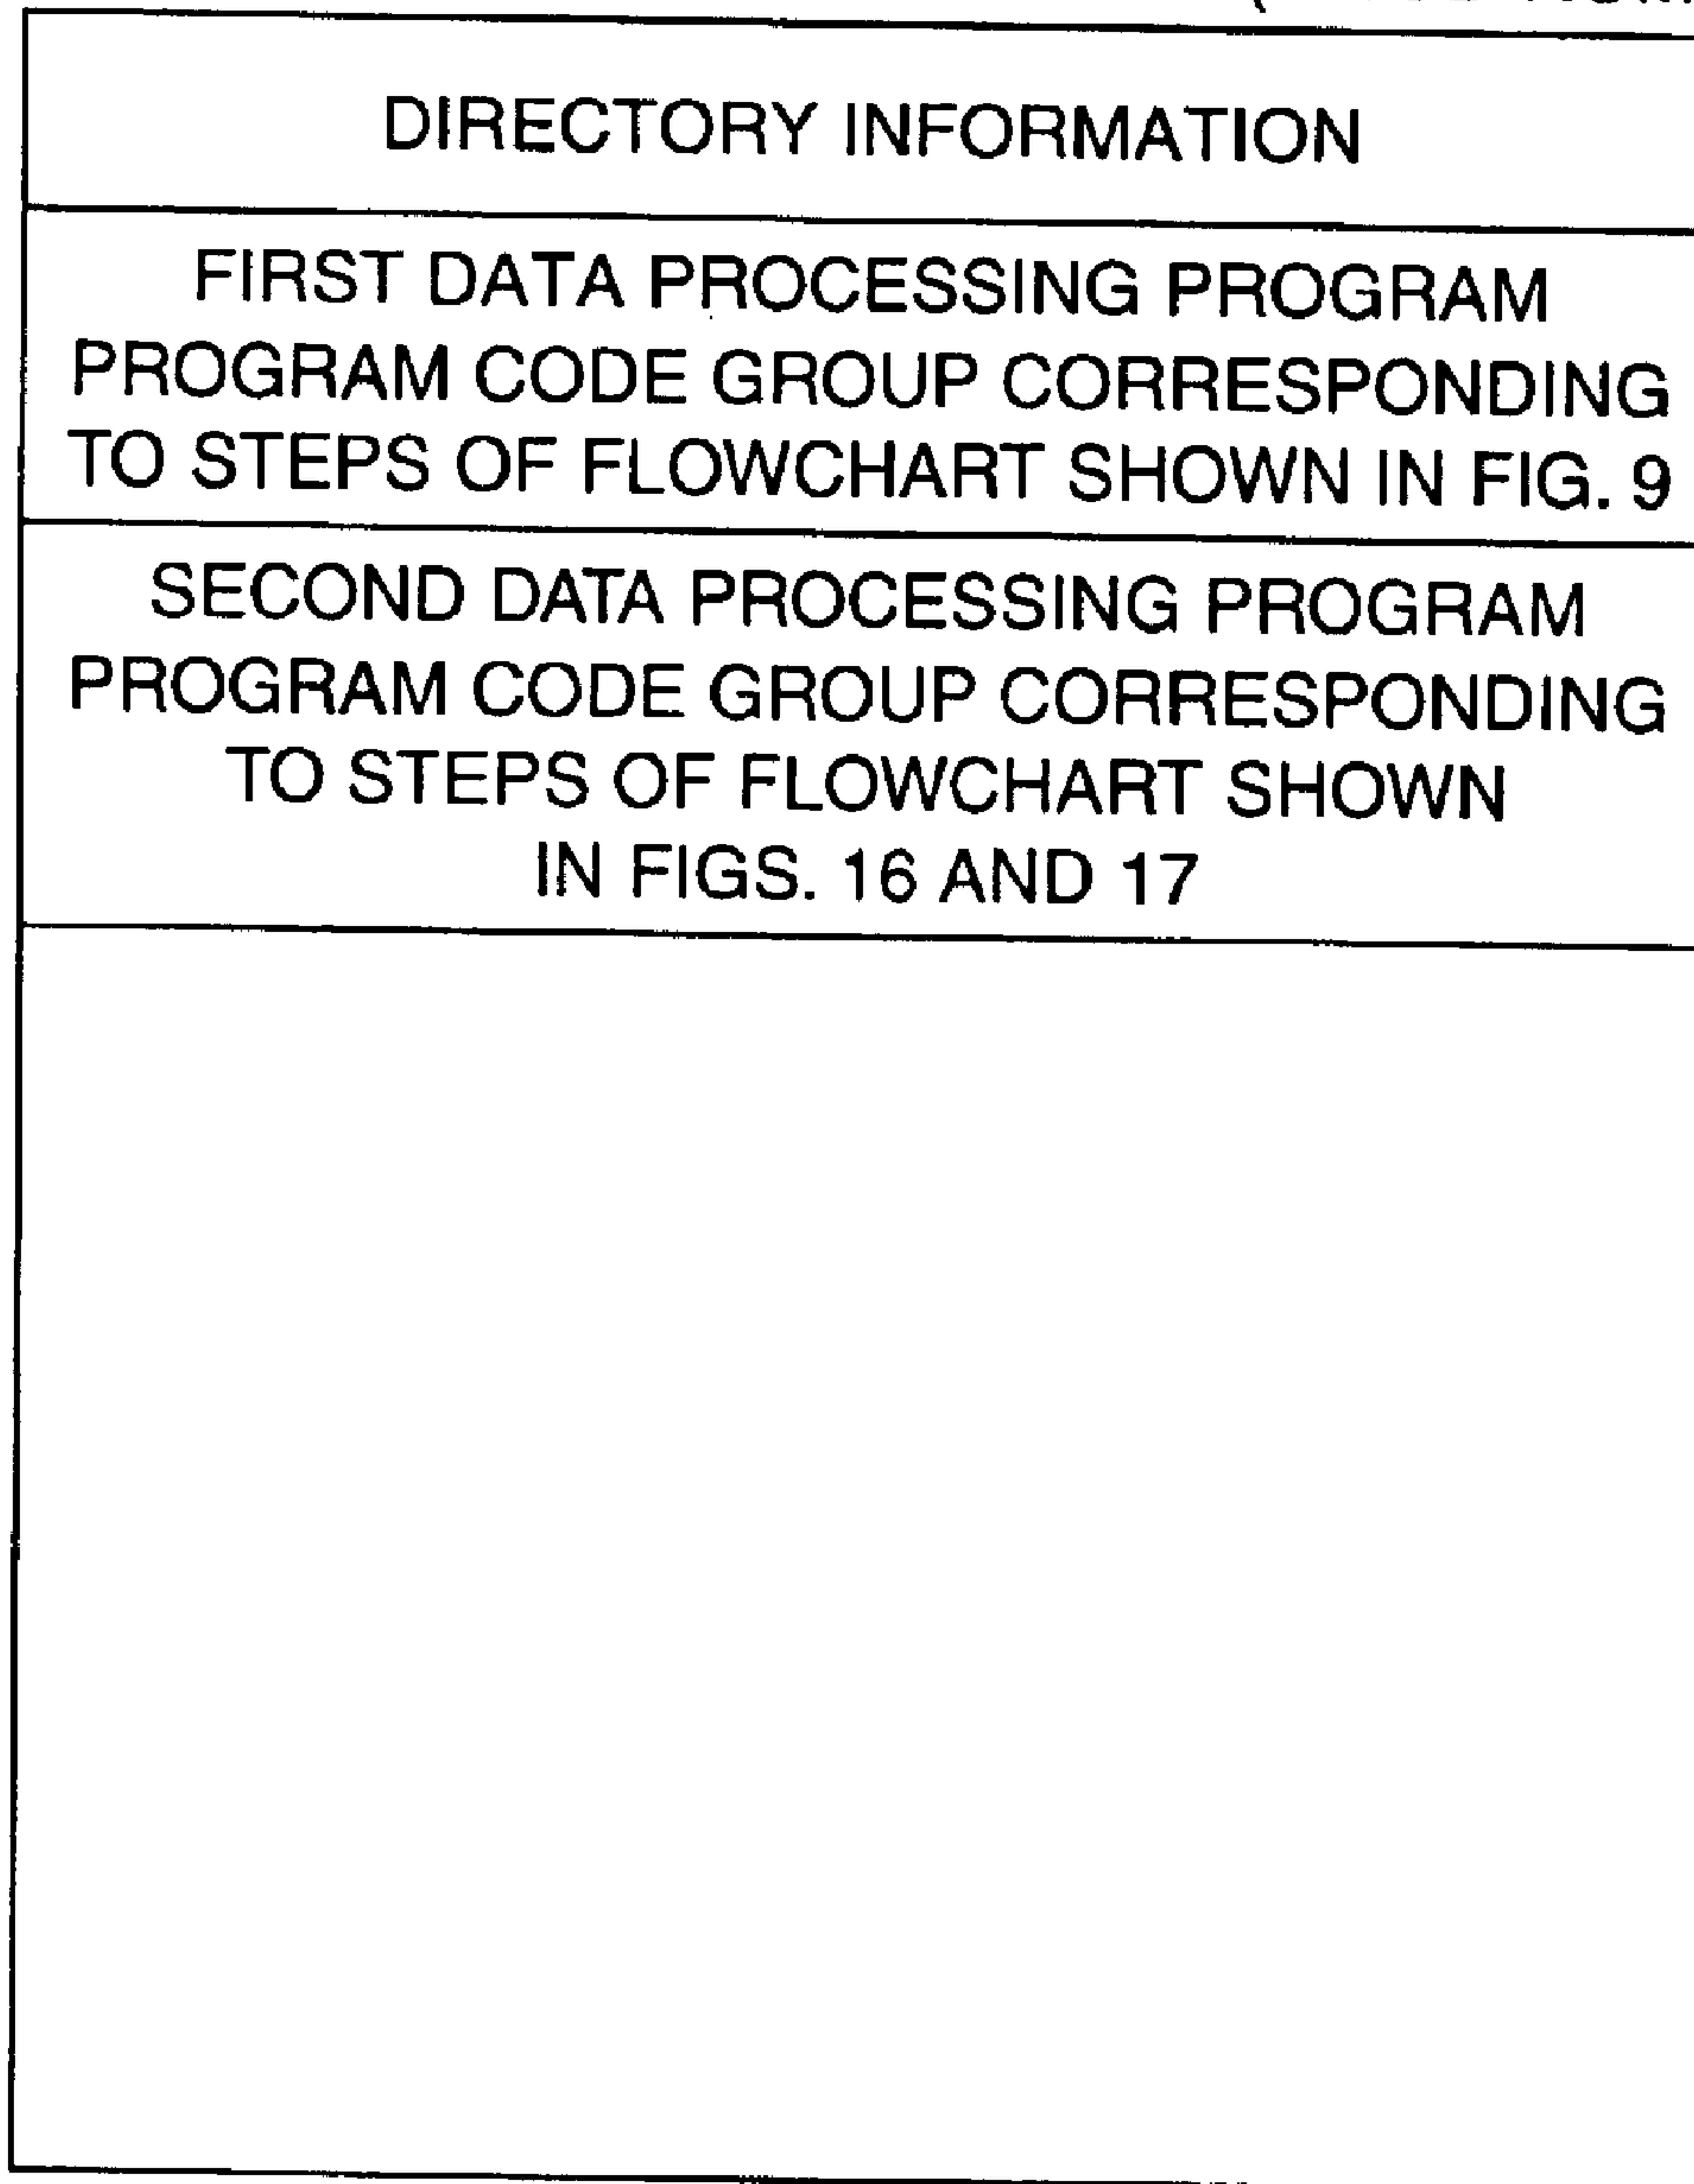 DIRECTORY INFORMATION
FIRST DATA PROCESSING PROGRAM
PROGRAM CODE GROUP CORRESPONDING
TO STEPS OF FLOWCHART SHOWN IN FIG. 9
SECOND DATA PROCESSING PROGRAM
PROGRAM CODE GROUP CORRESPONDING
TO STEPS OF FLOWCHART SHOWN
IN FIGS. 16 AND 17